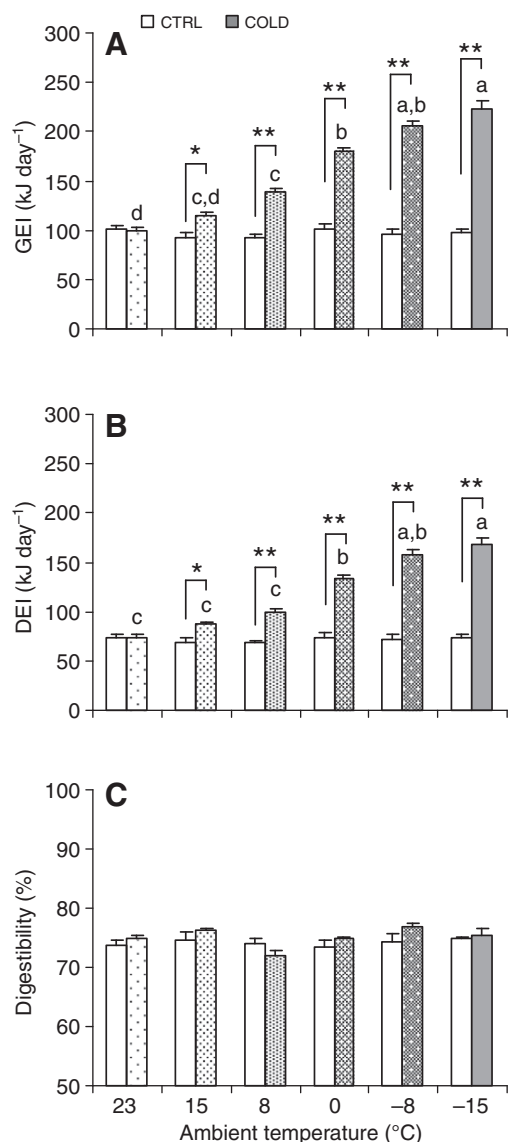 CTRL COLD
A
300
250
200
150
100
50
0
GEI (kJ day⁻¹)
d
* c,d
** c
** b
** a,b
** a
B
300
250
200
150
100
50
0
DEI (kJ day⁻¹)
c
* c
** c
** b
** a,b
** a
C
100
90
80
70
60
50
Digestibility (%)
23 15 8 0 –8 –15
Ambient temperature (°C)